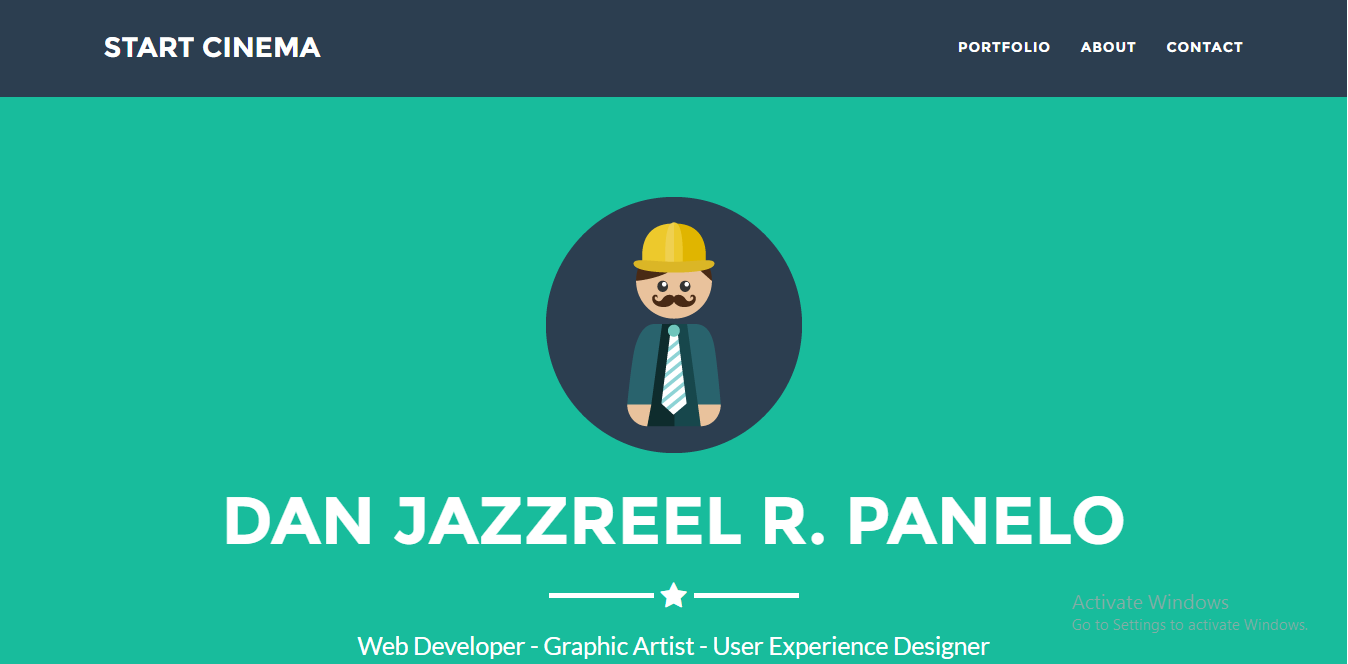 START CINEMA
PORTFOLIO ABOUT CONTACT
DAN JAZZREEL R. PANELO
Web Developer - Graphic Artist - User Experience Designer
Activate Windows
Go to Settings to activate Windows.